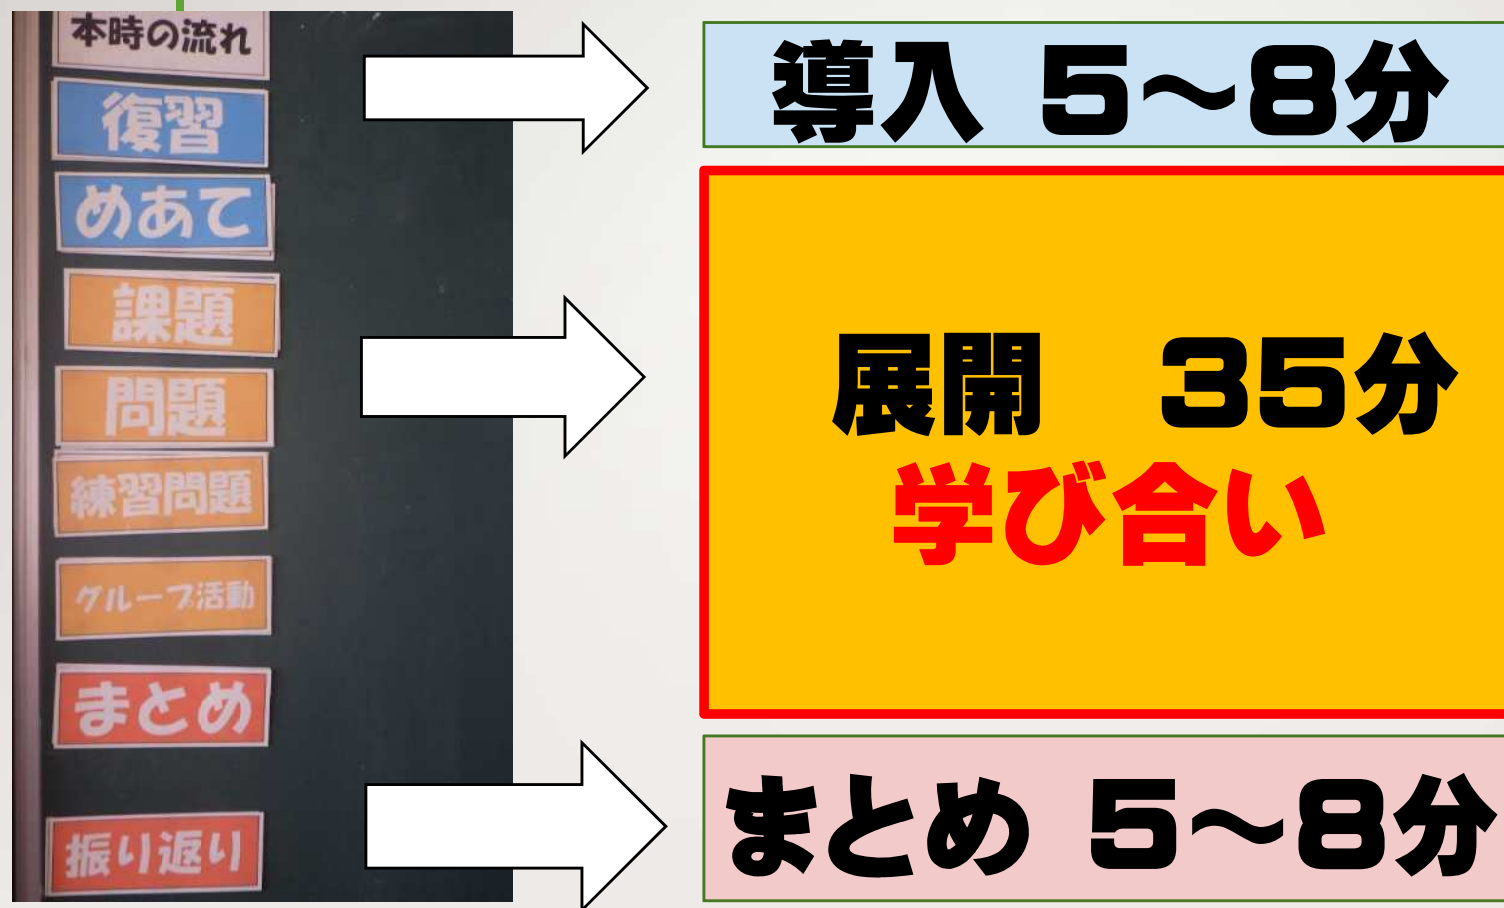 本時の流れ
復習
めあて
課題
問題
練習問題
グループ活動
まとめ
振り返り
導入 5～8分
展開　35分
学び合い
まとめ 5～8分